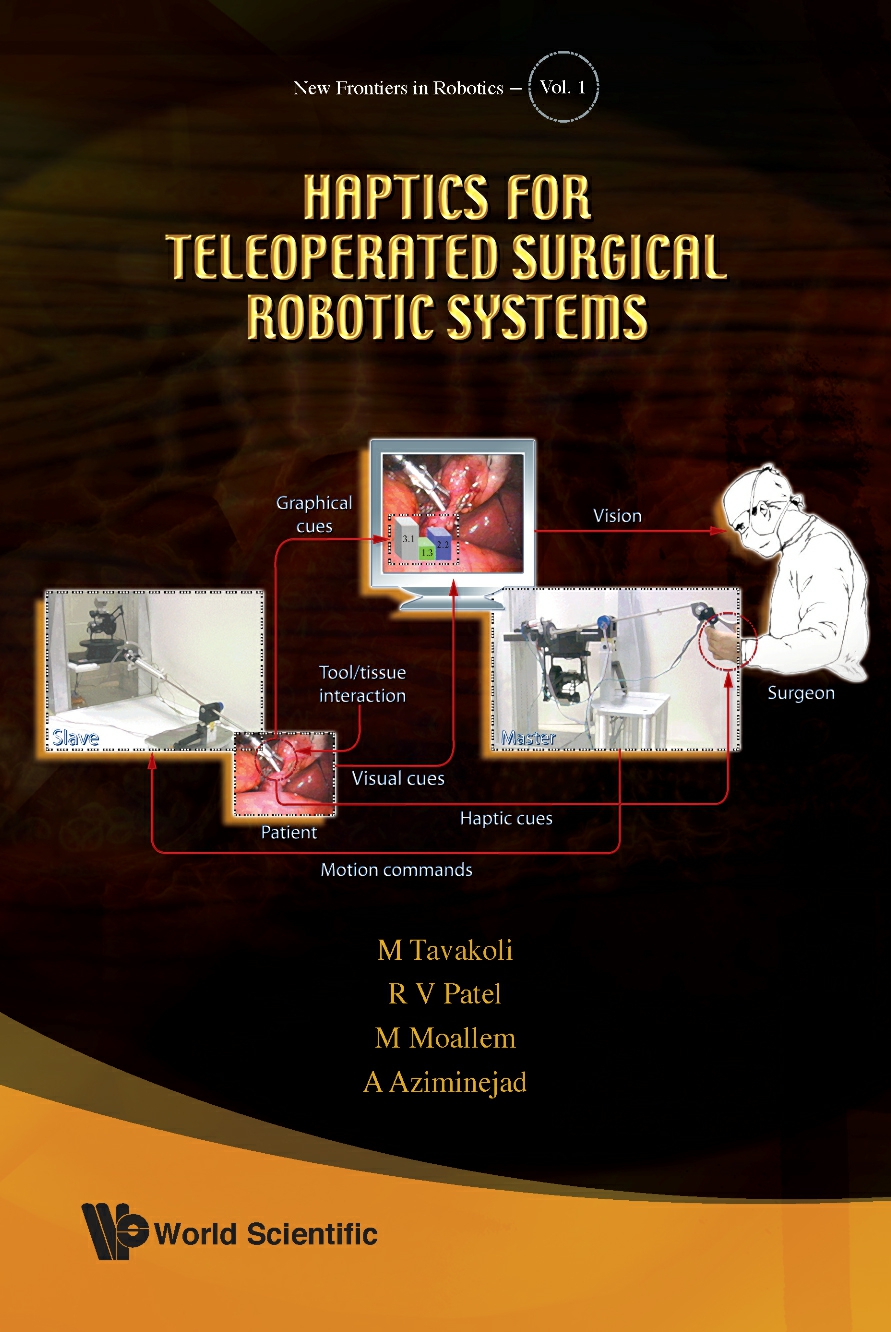 New Frontiers in Robotics – Vol. 1
HAPTICS FOR
TELEOPERATED SURGICAL
ROBOTIC SYSTEMS
Graphical
cues
3.1
1.3
2.2
Vision
Tool/tissue
interaction
Surgeon
Slave
Master
Visual cues
Haptic cues
Patient
Motion commands
M Tavakoli
R V Patel
M Moallem
A Aziminejad
World Scientific